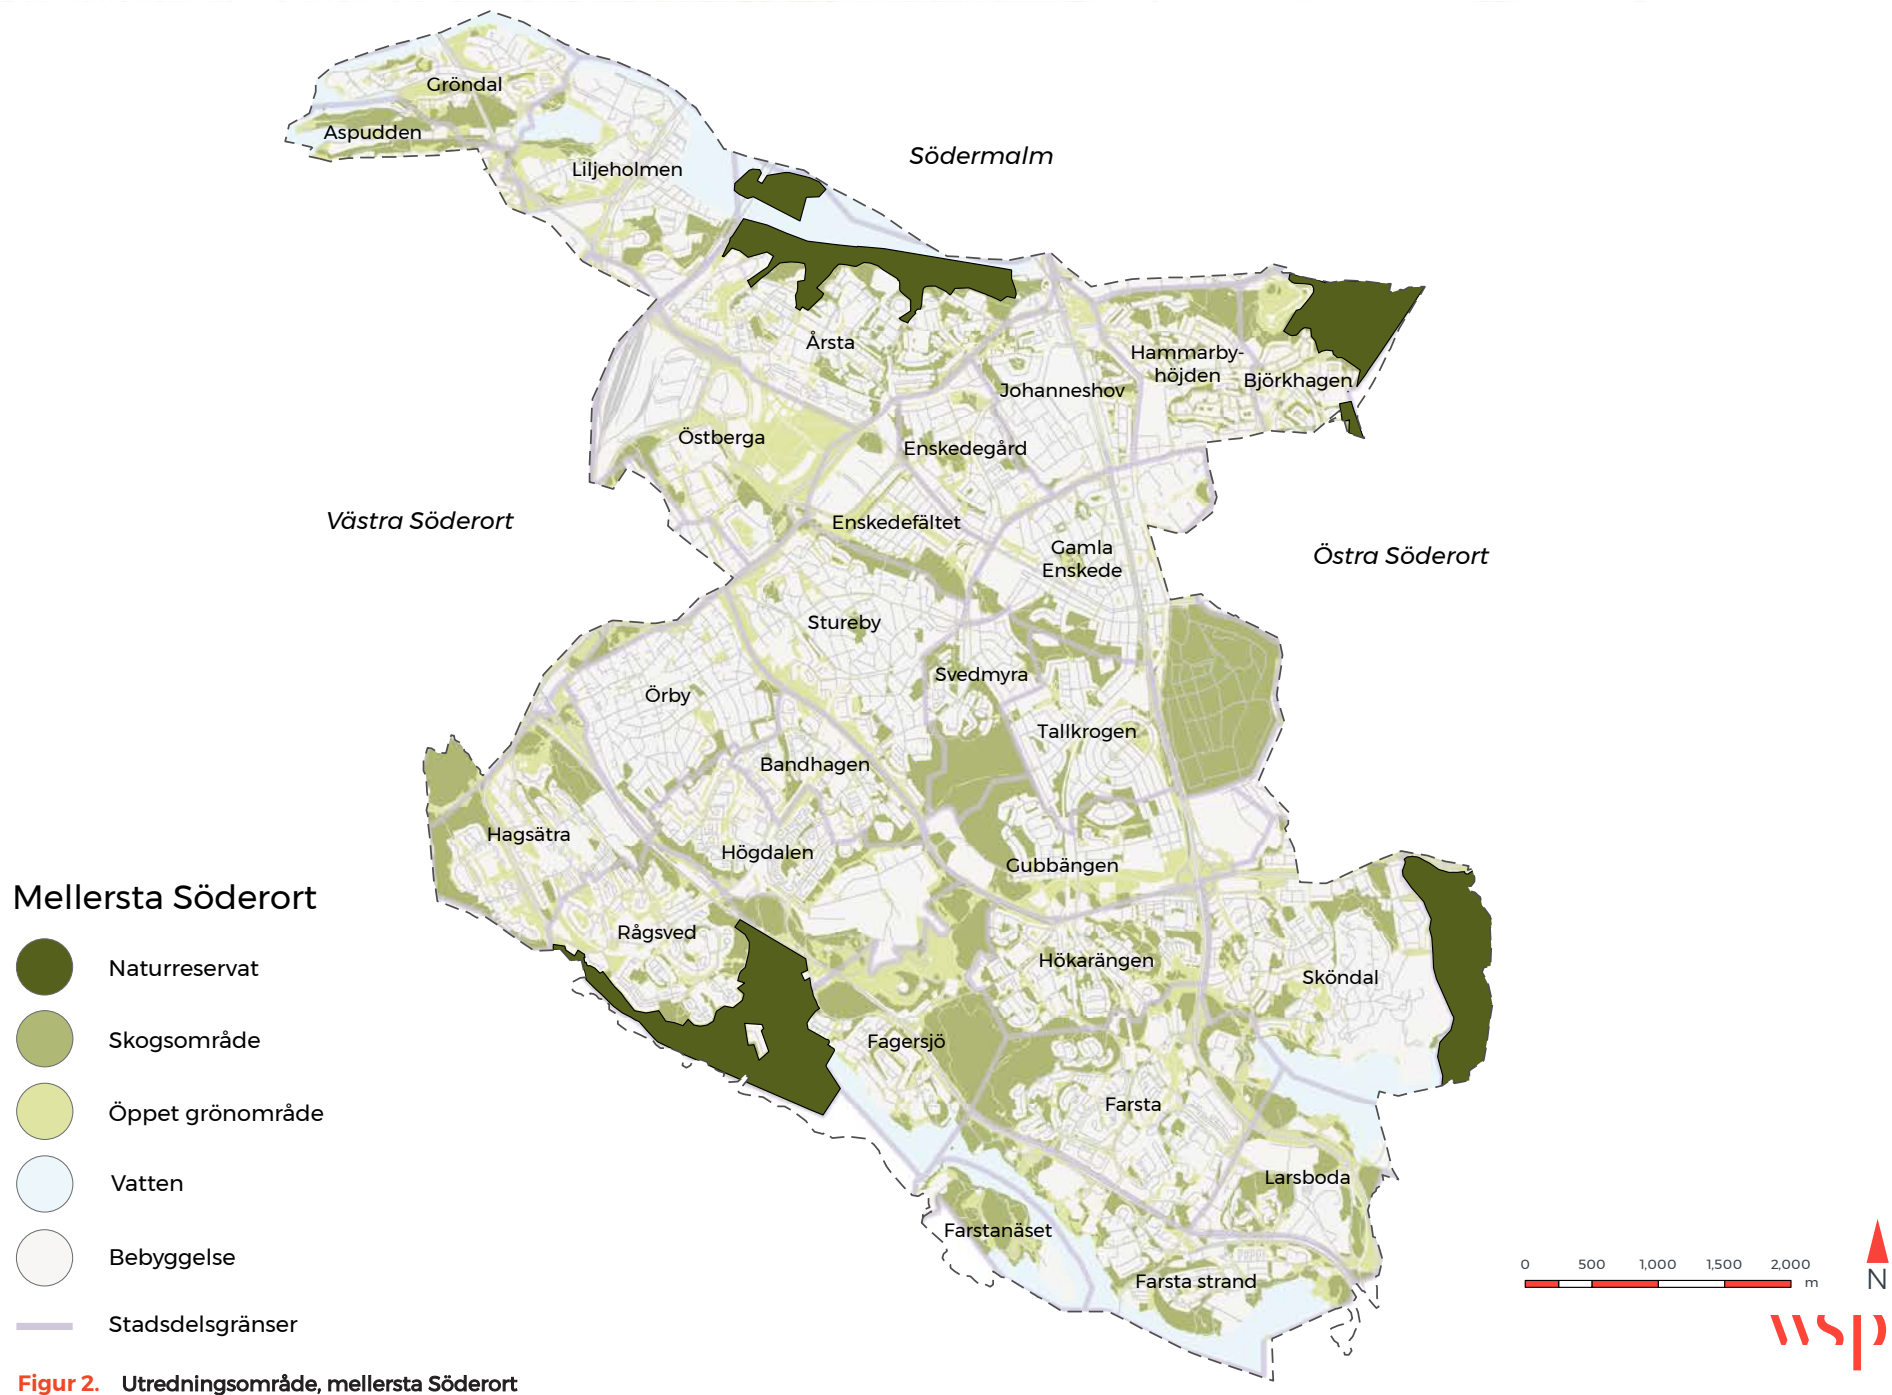 Gröndal
Aspudden
Liljeholmen
Södermalm
Årsta
Hammarby-
höjden
Björkhagen
Johanneshov
Östberga
Enskedegård
Västra Söderort
Enskedefältet
Gamla
Enskede
Östra Söderort
Stureby
Svedmyra
Örby
Tallkrogen
Bandhagen
Hagsätra
Högdalen
Gubbängen
Rågsved
Hökarängen
Sköndal
Fagersjö
Farsta
Larsboda
Farstanäset
Farsta strand
Mellersta Söderort
Naturreservat
Skogsområde
Öppet grönområde
Vatten
Bebyggelse
Stadsdelsgränser
0 500 1,000 1,500 2,000
m
N
wsp
Figur 2. Utredningsområde, mellersta Söderort